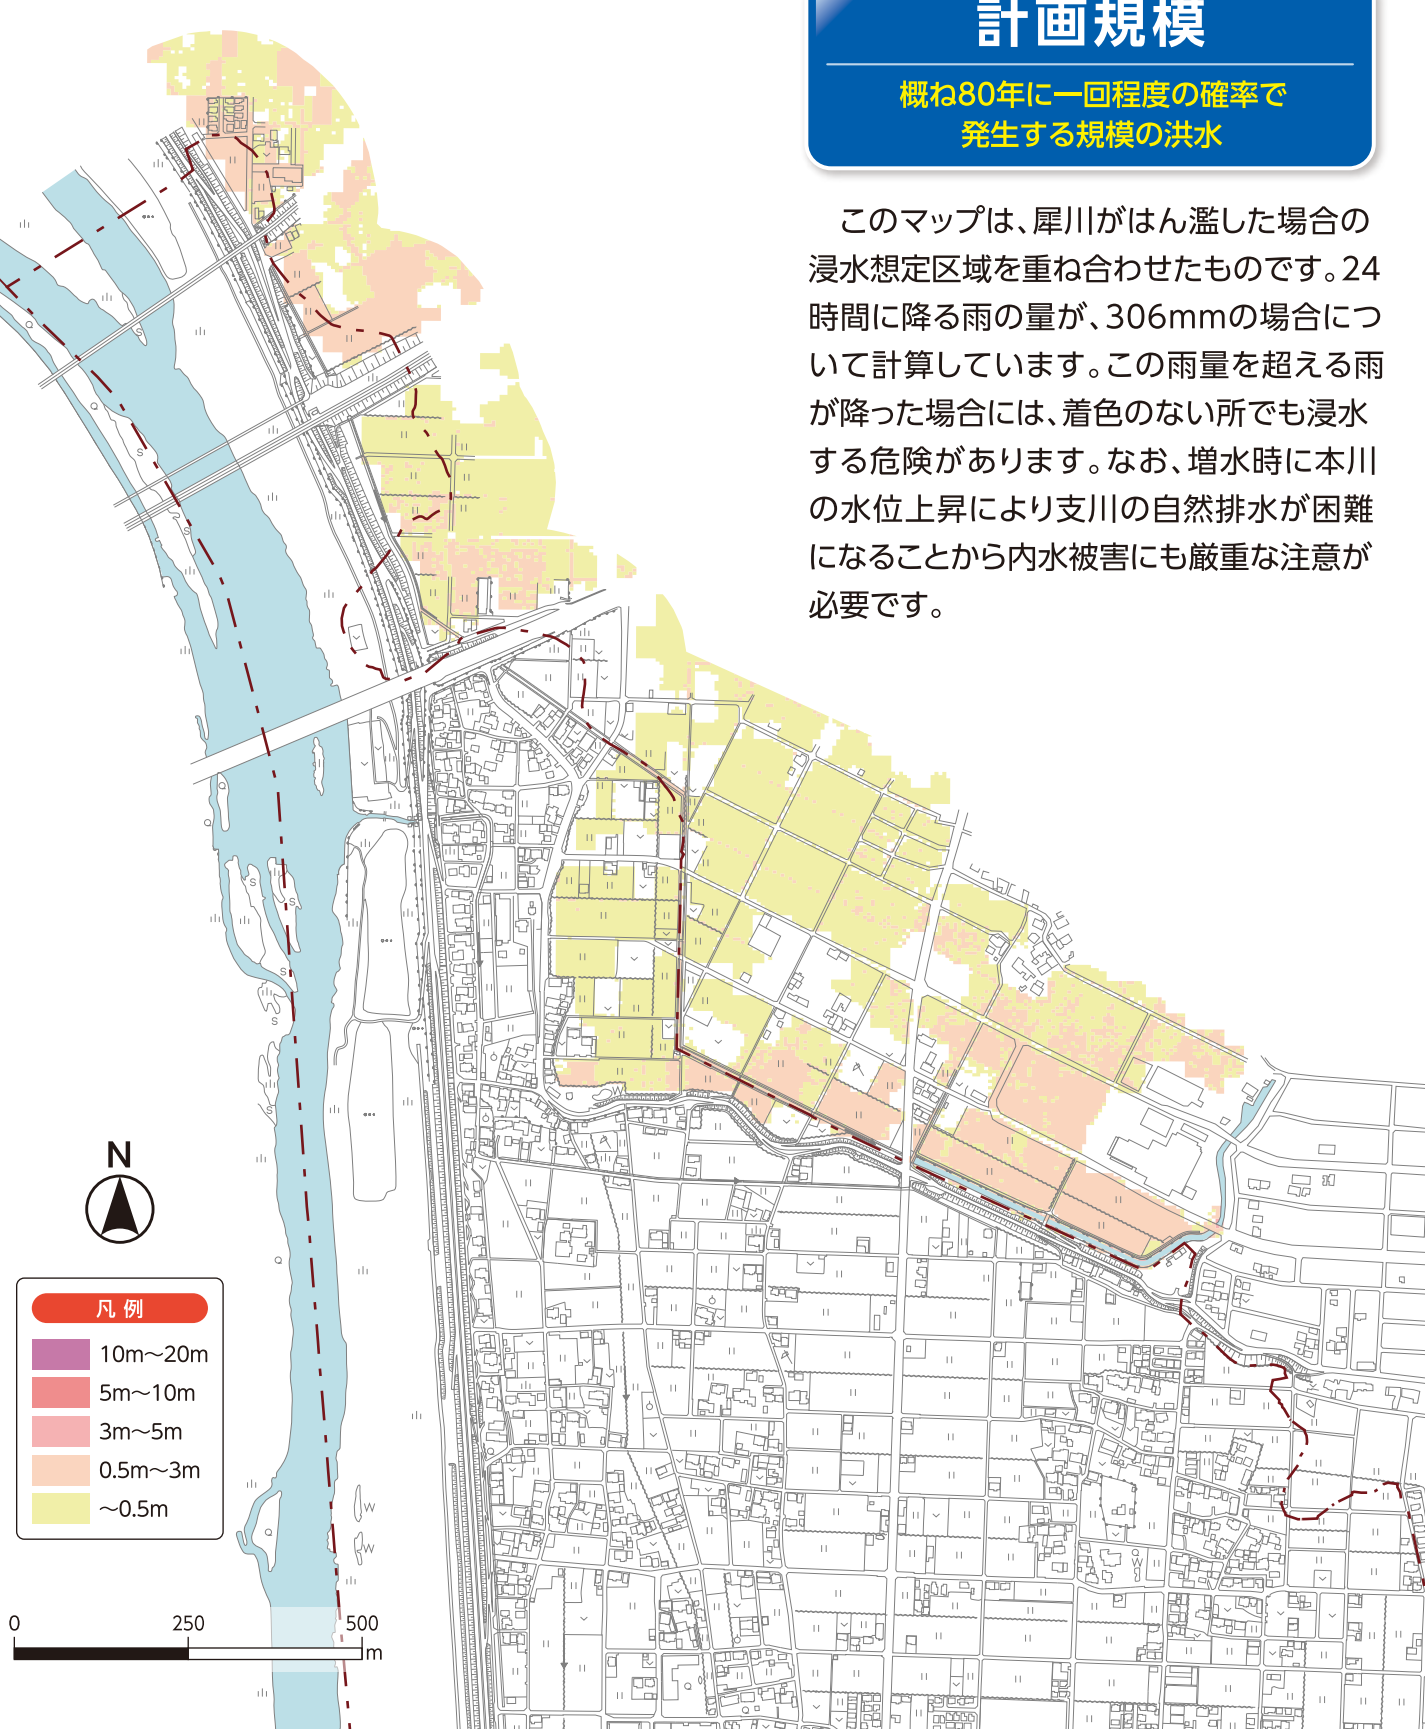 計画規模
概ね80年に一回程度の確率で
発生する規模の洪水
このマップは、犀川がはん濫した場合の
浸水想定区域を重ね合わせたものです。24
時間に降る雨の量が、306mmの場合につ
いて計算しています。この雨量を超える雨
が降った場合には、着色のない所でも浸水
する危険があります。なお、増水時に本川
の水位上昇により支川の自然排水が困難
になることから内水被害にも厳重な注意が
必要です。
N
凡例
10m～20m
5m～10m
3m～5m
0.5m～3m
～0.5m
0 250 500
m